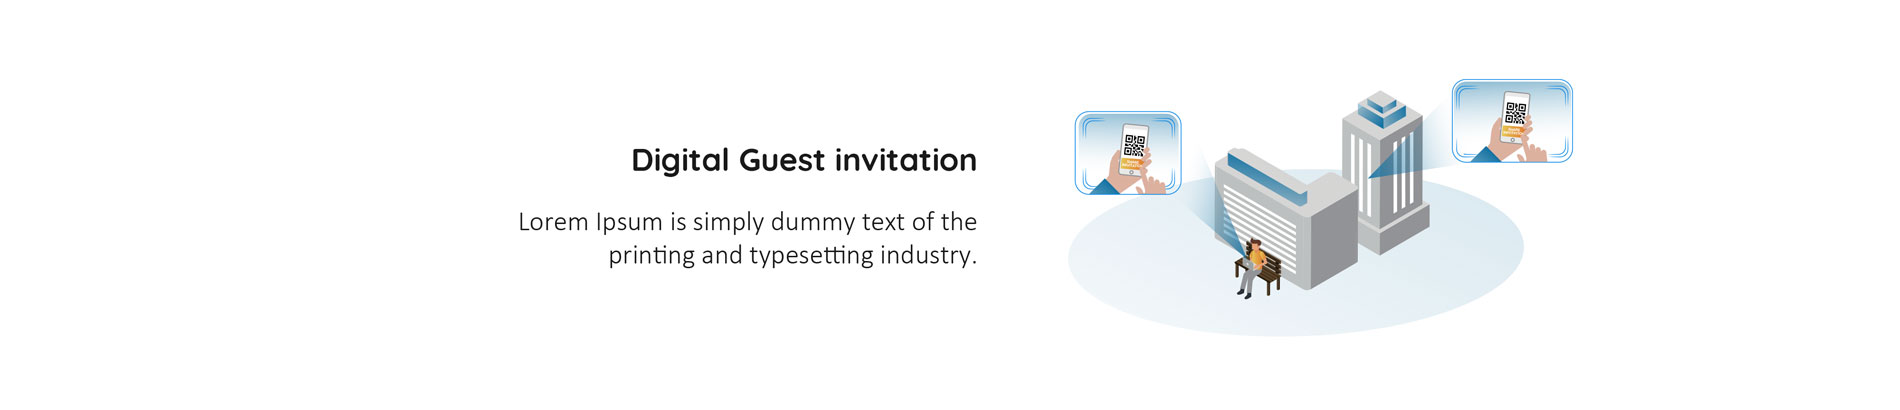 Digital Guest invitation
Lorem Ipsum is simply dummy text of the
printing and typesetting industry.